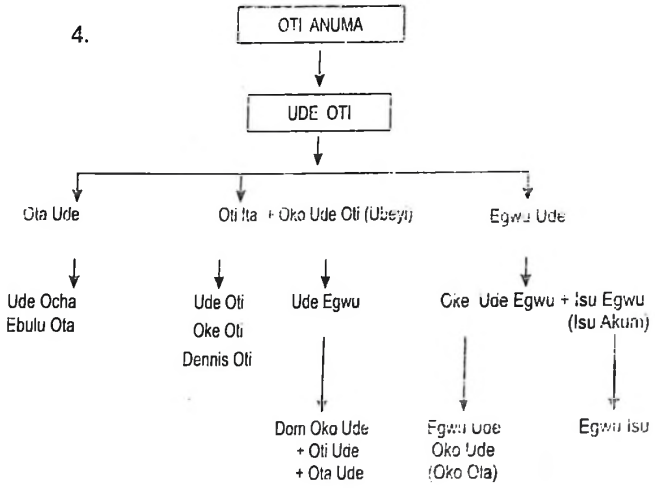 4.
OTI ANUMA
UDE OTI
Ota Ude Oti Ita + Oko Ude Oti (Ubeyi) Egwu Ude
Ude Ocha Ude Oti Ude Egwu Oke Ude Egwu + Isu Egwu
Ebulu Ota Oke Oti (Isu Akum)
Dennis Oti
Dom Oko Ude Egwu Ude Egwu Isu
+ Oti Ude Oko Ude
+ Ota Ude (Oko Ota)